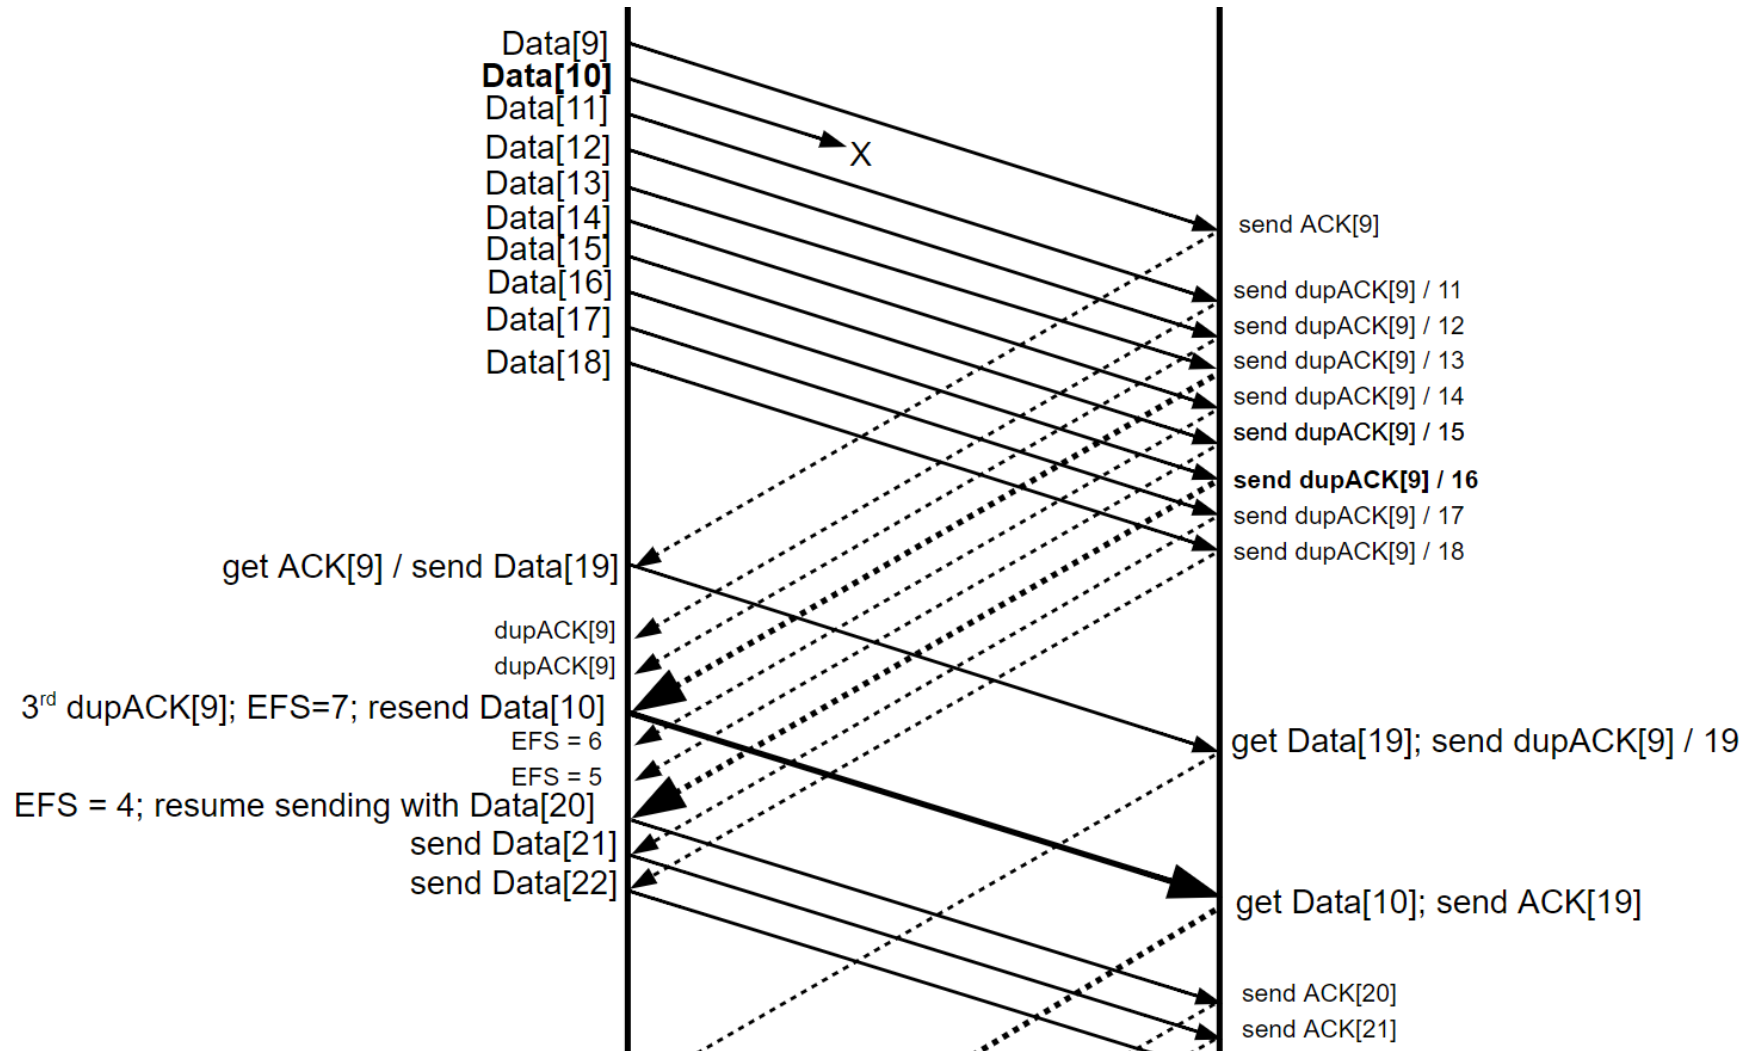 Data[9]
Data[10]
Data[11]
X
Data[12]
Data[13]
Data[14]
Data[15]
Data[16]
Data[17]
Data[18]
send ACK[9]
send dupACK[9] / 11
send dupACK[9] / 12
send dupACK[9] / 13
send dupACK[9] / 14
send dupACK[9] / 15
send dupACK[9] / 16
send dupACK[9] / 17
send dupACK[9] / 18
get ACK[9] / send Data[19]
dupACK[9]
dupACK[9]
3rd dupACK[9]; EFS=7; resend Data[10]
EFS = 6
EFS = 5
EFS = 4; resume sending with Data[20]
send Data[21]
send Data[22]
get Data[19]; send dupACK[9] / 19
get Data[10]; send ACK[19]
send ACK[20]
send ACK[21]